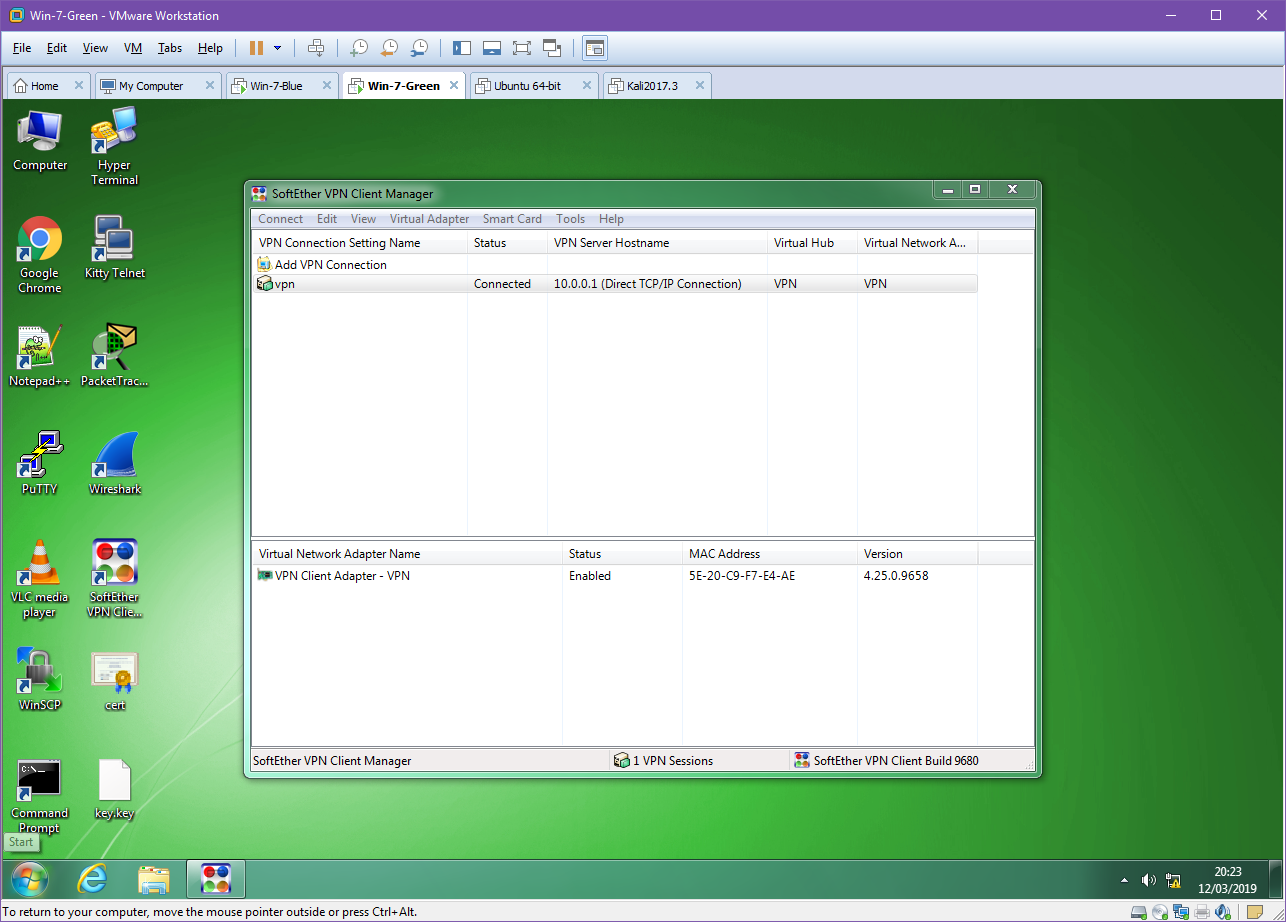 Win-7-Green - VMware Workstation
File Edit View VM Tabs Help
Home My Computer Win-7-Blue Win-7-Green Ubuntu 64-bit Kali2017.3
Computer
Hyper Terminal
Google Chrome
Kitty Telnet
Notepad++
PacketTrac...
PuTTY
Wireshark
VLC media player
SoftEther VPN Clie...
WinSCP
cert
C:\_
Command Prompt
key.key
Start
SoftEther VPN Client Manager
Connect Edit View Virtual Adapter Smart Card Tools Help
VPN Connection Setting Name Status VPN Server Hostname Virtual Hub Virtual Network A...
Add VPN Connection
vpn Connected 10.0.0.1 (Direct TCP/IP Connection) VPN VPN
Virtual Network Adapter Name Status MAC Address Version
VPN Client Adapter - VPN Enabled 5E-20-C9-F7-E4-AE 4.25.0.9658
SoftEther VPN Client Manager 1 VPN Sessions SoftEther VPN Client Build 9680
20:23
12/03/2019
To return to your computer, move the mouse pointer outside or press Ctrl+Alt.